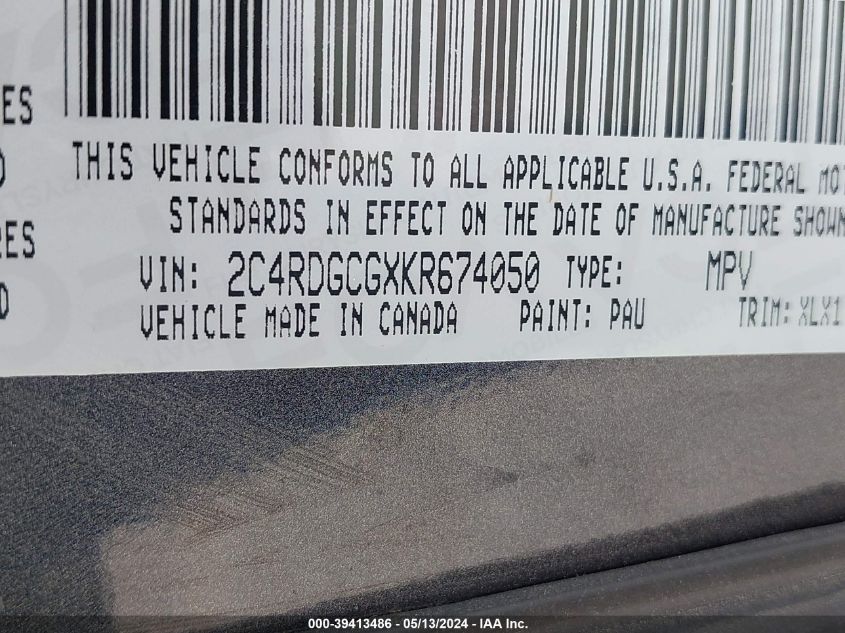 ES
THIS VEHICLE CONFORMS TO ALL APPLICABLE U.S.A. FEDERAL MOT
STANDARDS IN EFFECT ON THE DATE OF MANUFACTURE SHOWN
VIN: 2C4RDGCGXKR674050 TYPE: MPV
VEHICLE MADE IN CANADA PAINT: PAU TRIM: XLX1
000-39413486 - 05/13/2024 - IAA Inc.